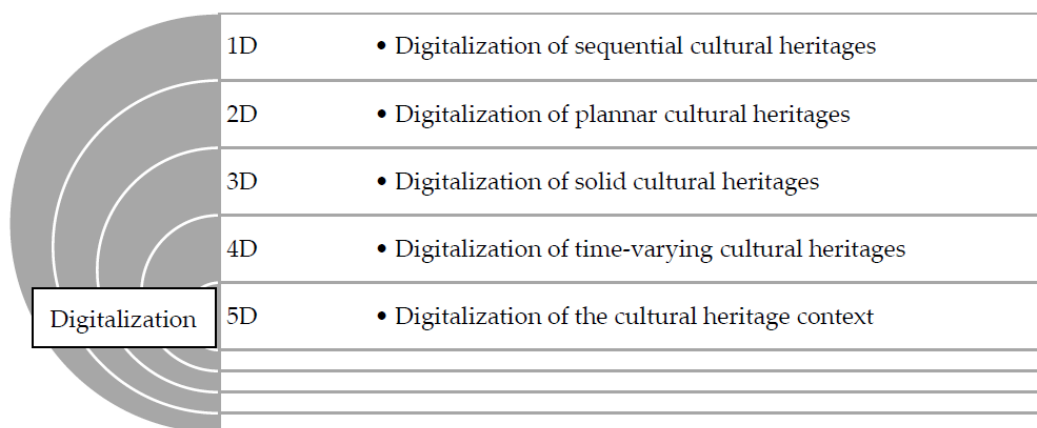 1D • Digitalization of sequential cultural heritages
2D • Digitalization of plannar cultural heritages
3D • Digitalization of solid cultural heritages
4D • Digitalization of time-varying cultural heritages
Digitalization 5D • Digitalization of the cultural heritage context